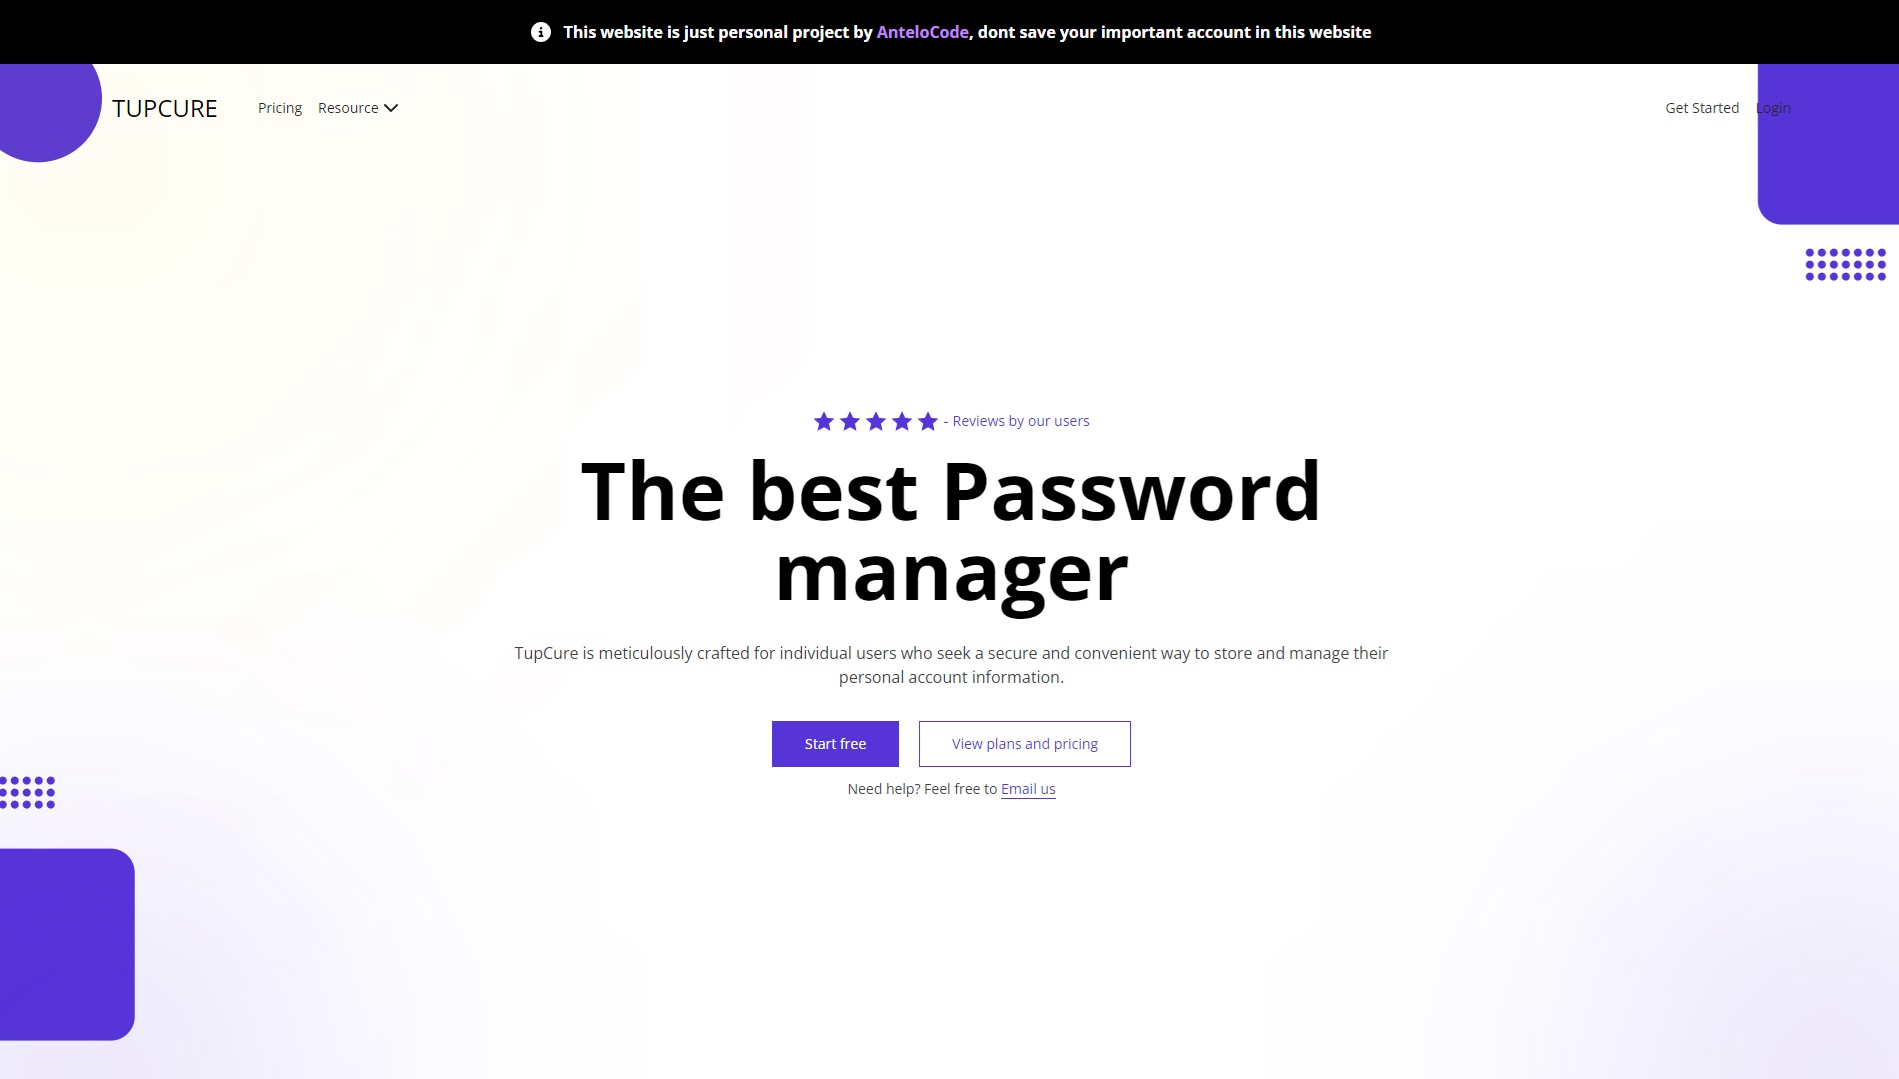 This website is just personal project by AnteloCode, dont save your important account in this website
TUPCURE
Pricing
Resource
Get Started
Login
- Reviews by our users
The best Password
manager
TupCure is meticulously crafted for individual users who seek a secure and convenient way to store and manage their
personal account information.
Start free
View plans and pricing
Need help? Feel free to Email us